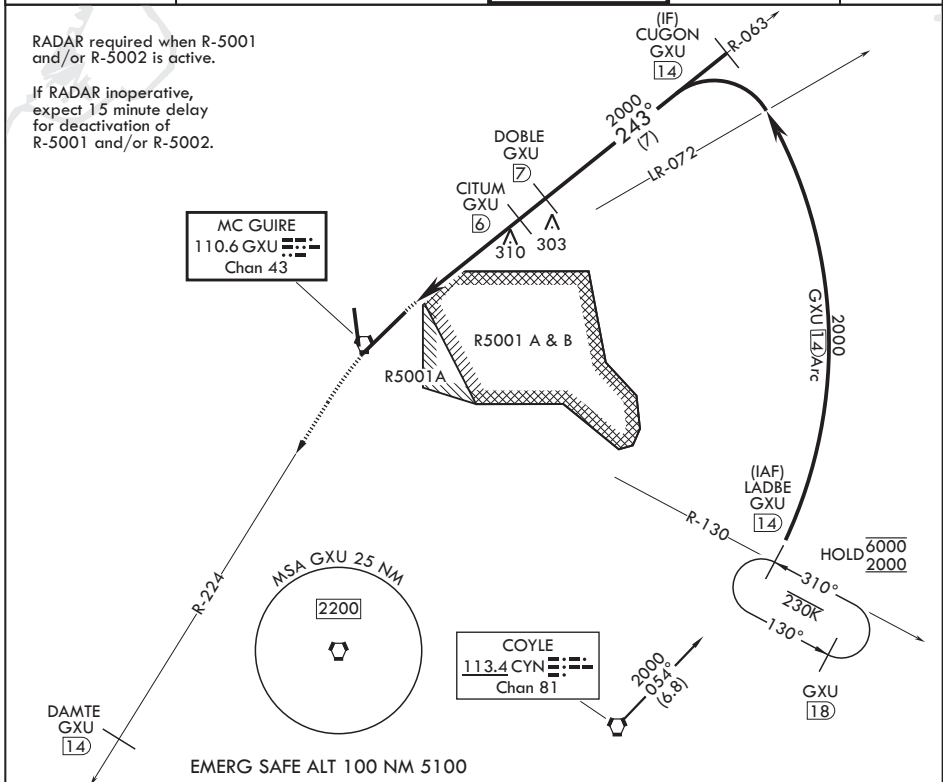 RADAR required when R-5001
and/or R-5002 is active.
If RADAR inoperative,
expect 15 minute delay
for deactivation of
R-5001 and/or R-5002.
(IF)
CUGON
GXU
14
R-063
2000
243°
(7)
LR-072
DOBLE
GXU
7
CITUM
GXU
6
310
303
MC GUIRE
110.6 GXU
Chan 43
R5001 A & B
R5001A
2000
GXU 14 Arc
(IAF)
LADBE
GXU
14
R-130
HOLD 6000
2000
310°
230K
130°
GXU
18
R-224
MSA GXU 25 NM
2200
COYLE
113.4 CYN
Chan 81
2000
054°
(6.8)
DAMTE
GXU
14
EMERG SAFE ALT 100 NM 5100